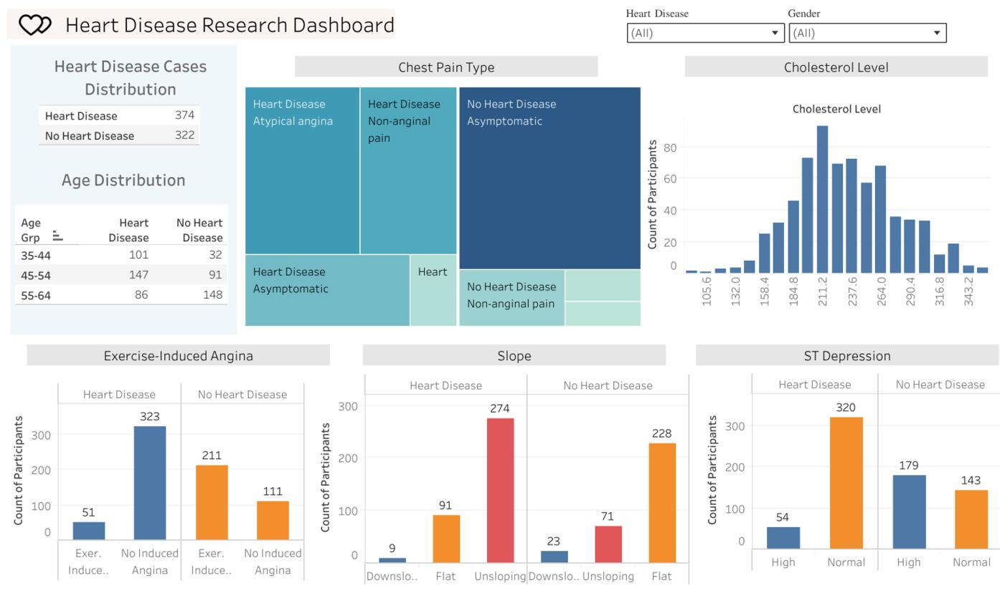 Heart Disease Research Dashboard
Heart Disease
(All)
Gender
(All)
Heart Disease Cases
Distribution
Heart Disease 374
No Heart Disease 322
Age Distribution
Age Grp Heart Disease No Heart Disease
35-44 101 32
45-54 147 91
55-64 86 148
Chest Pain Type
Heart Disease
Atypical angina
Heart Disease
Non-anginal
pain
No Heart Disease
Asymptomatic
Heart Disease
Asymptomatic
Heart
No Heart Disease
Non-anginal pain
Cholesterol Level
Cholesterol Level
Count of Participants
80
60
40
20
0
105.6 132.0 158.4 184.8 211.2 237.6 264.0 290.4 316.8 343.2
Exercise-Induced Angina
Heart Disease No Heart Disease
Count of Participants
300
200
100
0
51 323 211 111
Exer. Induce.. No Induced Angina Exer. Induce.. No Induced Angina
Slope
Heart Disease No Heart Disease
Count of Participants
300
200
100
0
9 91 274 23 71 228
Downslo.. Flat Unsloping Downslo.. Unsloping Flat
ST Depression
Heart Disease No Heart Disease
Count of Participants
300
200
100
0
54 320 179 143
High Normal High Normal